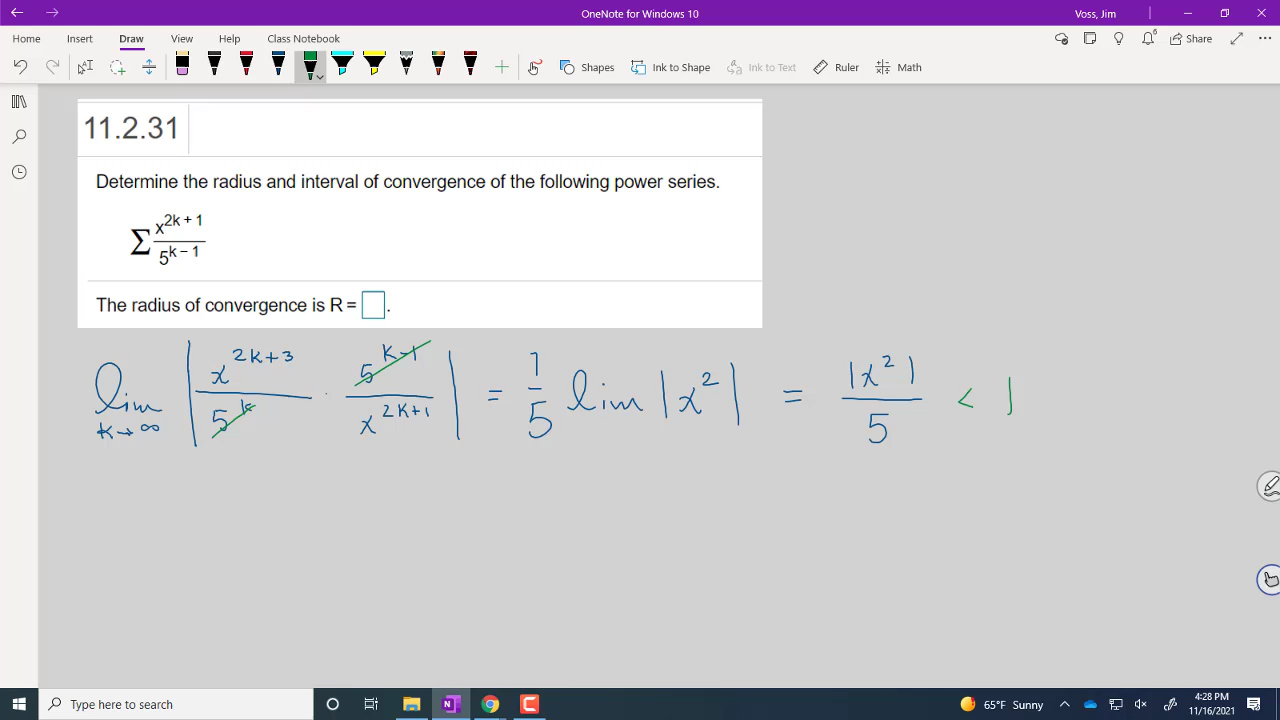 OneNote for Windows 10
Voss, Jim
Home Insert Draw View Help Class Notebook
Share
Shapes Ink to Shape Ink to Text Ruler Math
11.2.31
Determine the radius and interval of convergence of the following power series.
∑ x^(2k + 1) / 5^(k − 1)
The radius of convergence is R = .
lim k→∞ | x^(2k+3) / 5^k · 5^(k-1) / x^(2k+1) | = 1/5 lim |x^2| = |x^2| / 5 < 1
Type here to search
65°F Sunny
4:28 PM
11/16/2021